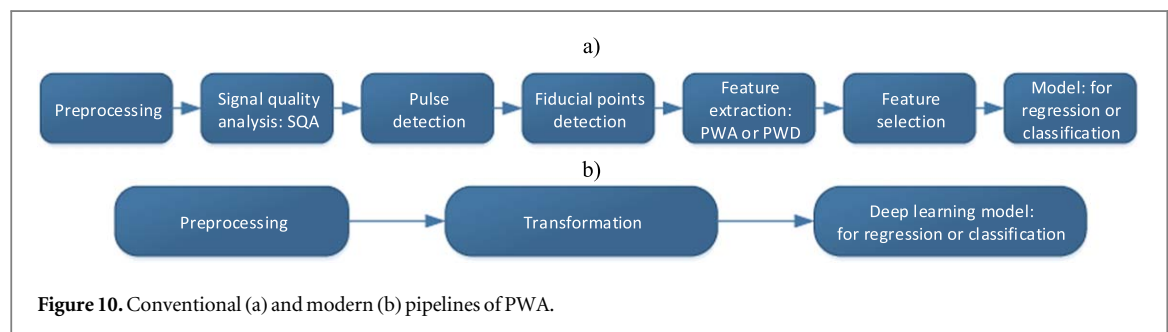 a)
Preprocessing
Signal quality
analysis: SQA
Pulse
detection
Fiducial points
detection
Feature
extraction:
PWA or PWD
Feature
selection
Model: for
regression or
classification
b)
Preprocessing
Transformation
Deep learning model:
for regression or classification
Figure 10. Conventional (a) and modern (b) pipelines of PWA.